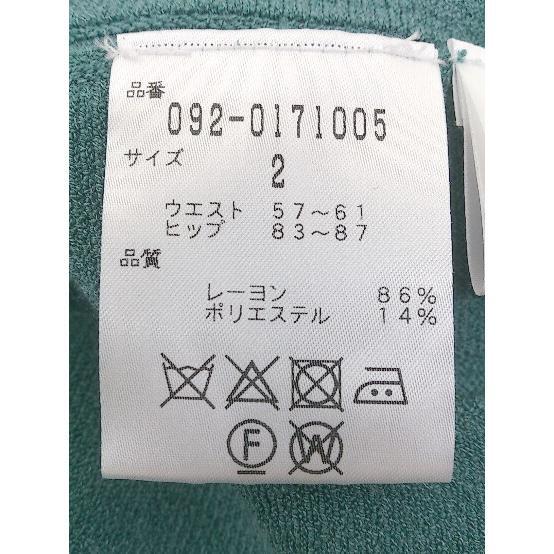 品番
092-0171005
サイズ
2
ウエスト 57～61
ヒップ 83～87
品質
レーヨン 86%
ポリエステル 14%
F W